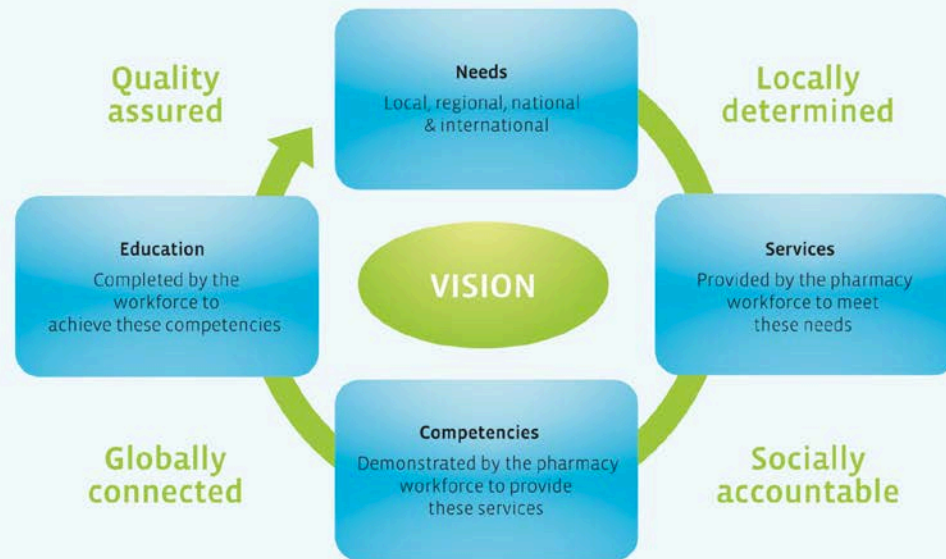 Quality
assured
Needs
Local, regional, national
& international
Locally
determined
Education
Completed by the
workforce to
achieve these competencies
VISION
Services
Provided by the pharmacy
workforce to meet
these needs
Globally
connected
Competencies
Demonstrated by the pharmacy
workforce to provide
these services
Socially
accountable